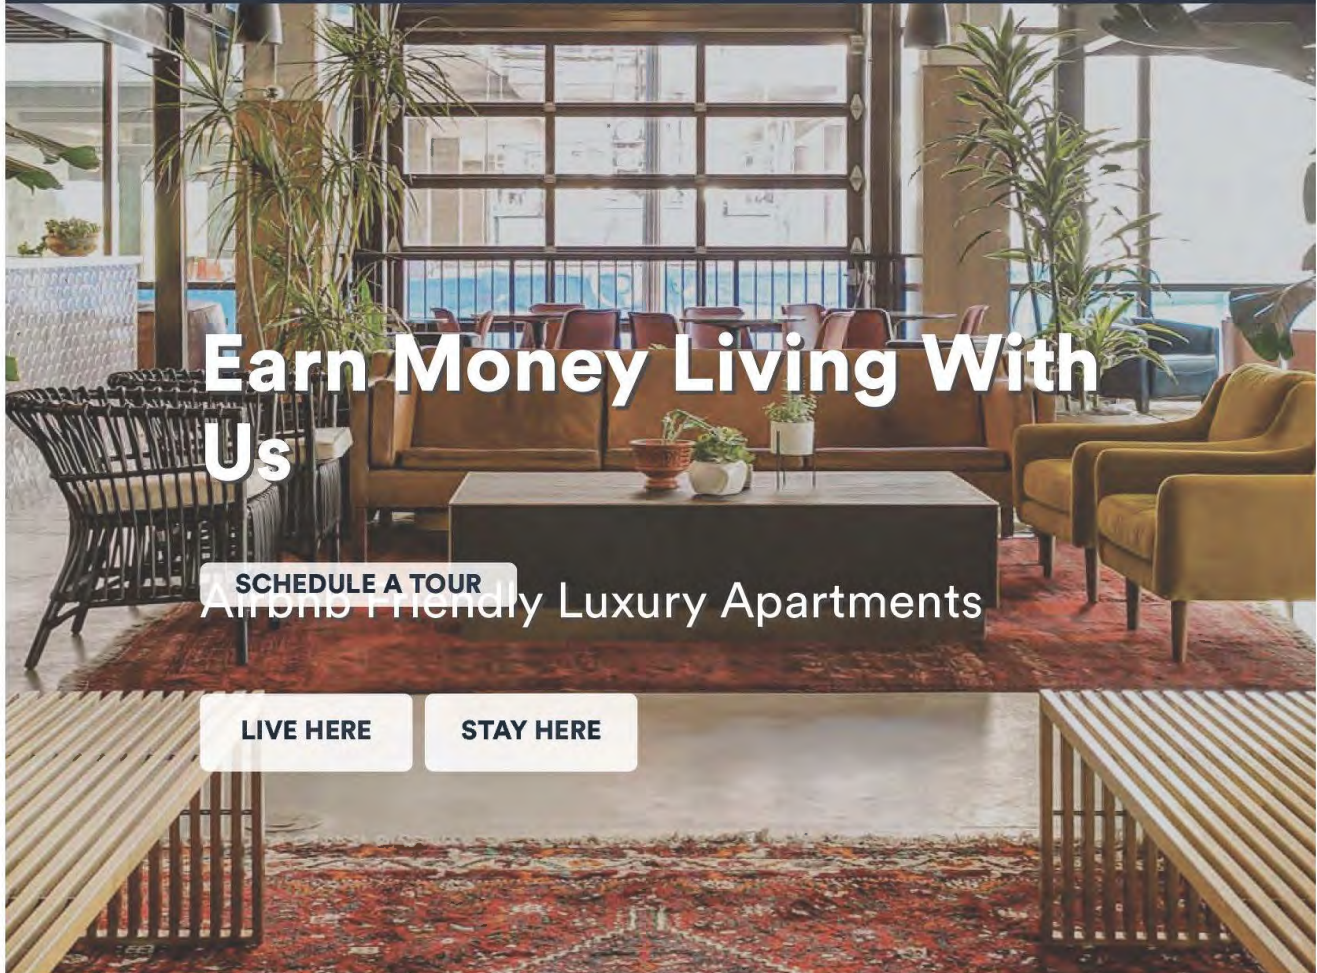 Earn Money Living With
Us
SCHEDULE A TOUR
Airbnb Friendly Luxury Apartments
LIVE HERE
STAY HERE